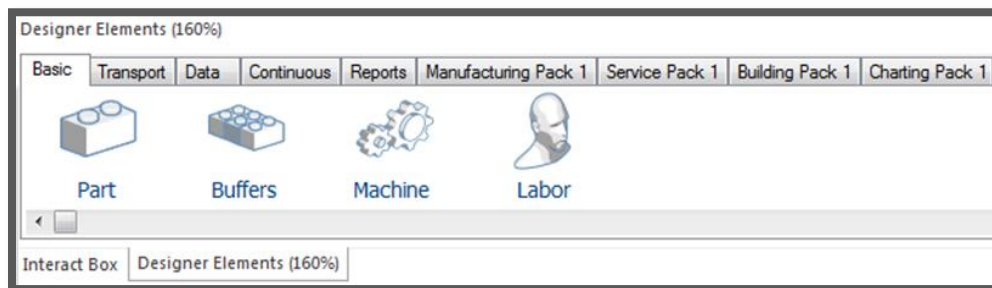 Designer Elements (160%)
Basic Transport Data Continuous Reports Manufacturing Pack 1 Service Pack 1 Building Pack 1 Charting Pack 1
Part Buffers Machine Labor
Interact Box Designer Elements (160%)